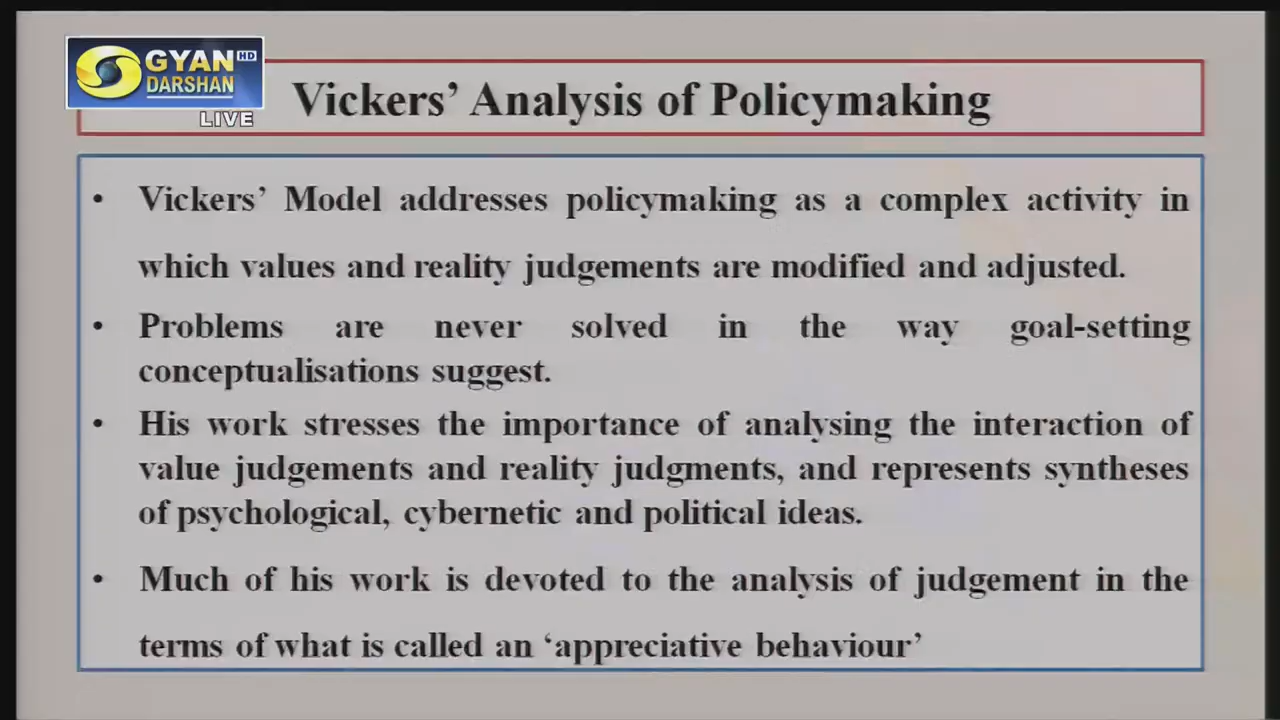 GYAN HD
DARSHAN
LIVE
Vickers’ Analysis of Policymaking
• Vickers’ Model addresses policymaking as a complex activity in
which values and reality judgements are modified and adjusted.
• Problems are never solved in the way goal-setting
conceptualisations suggest.
• His work stresses the importance of analysing the interaction of
value judgements and reality judgments, and represents syntheses
of psychological, cybernetic and political ideas.
• Much of his work is devoted to the analysis of judgement in the
terms of what is called an ‘appreciative behaviour’